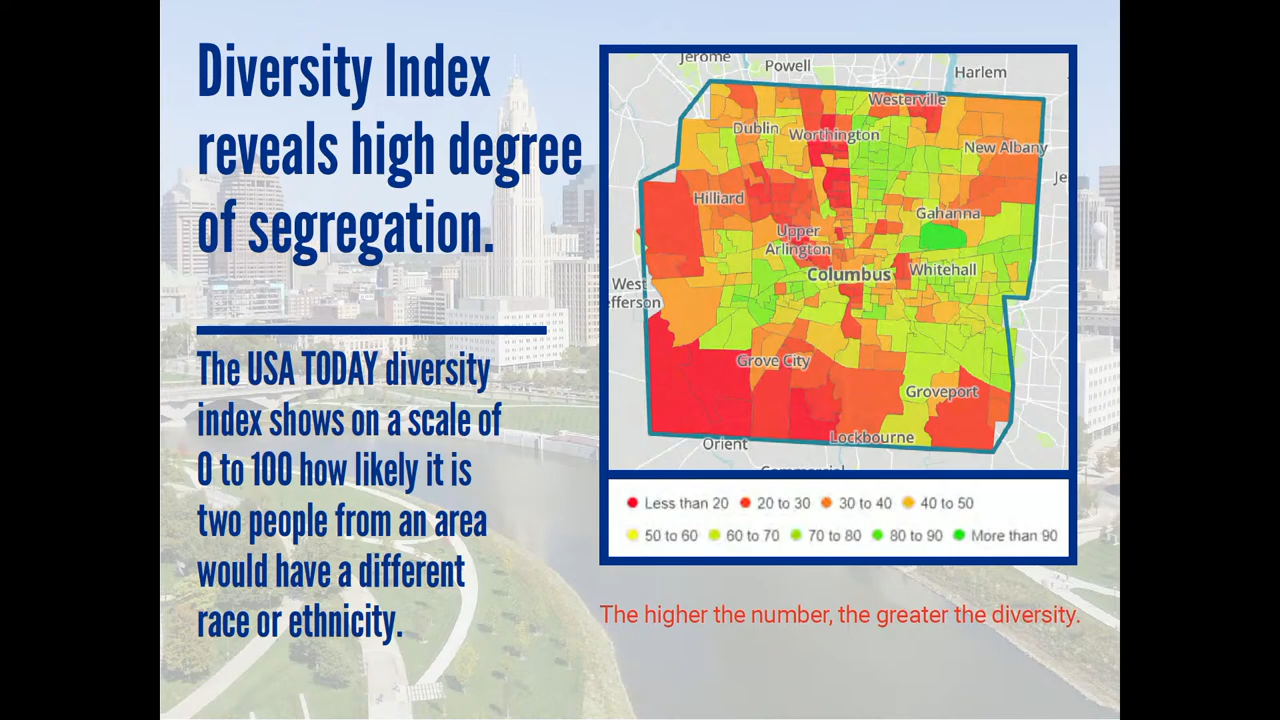 Diversity Index
reveals high degree
of segregation.
The USA TODAY diversity
index shows on a scale of
0 to 100 how likely it is
two people from an area
would have a different
race or ethnicity.
Jerome
Powell
Harlem
Westerville
Dublin
Worthington
New Albany
Je
Hilliard
Gahanna
Upper
Arlington
Columbus
Whitehall
West
efferson
Grove City
Groveport
Orient
Lockbourne
Commercial
Less than 20 20 to 30 30 to 40 40 to 50
50 to 60 60 to 70 70 to 80 80 to 90 More than 90
The higher the number, the greater the diversity.